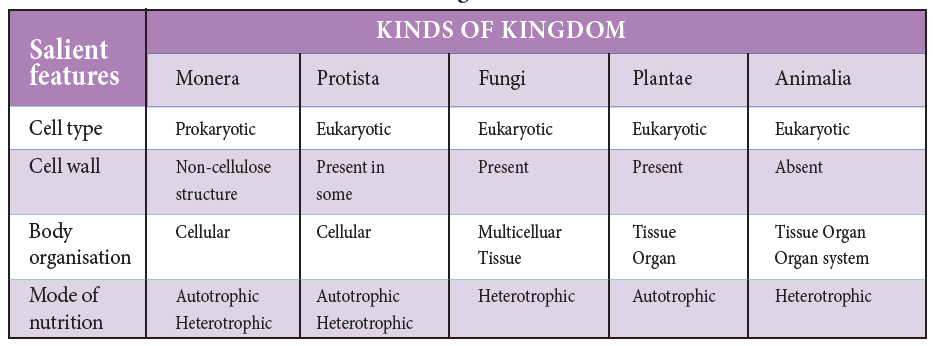 KINDS OF KINGDOM
Salient
features
Monera Protista Fungi Plantae Animalia
Cell type Prokaryotic Eukaryotic Eukaryotic Eukaryotic Eukaryotic
Cell wall Non-cellulose Present in Present Present Absent
structure some
Body Cellular Cellular Multicelluar Tissue Tissue Organ
organisation Tissue Organ Organ system
Mode of Autotrophic Autotrophic Heterotrophic Autotrophic Heterotrophic
nutrition Heterotrophic Heterotrophic